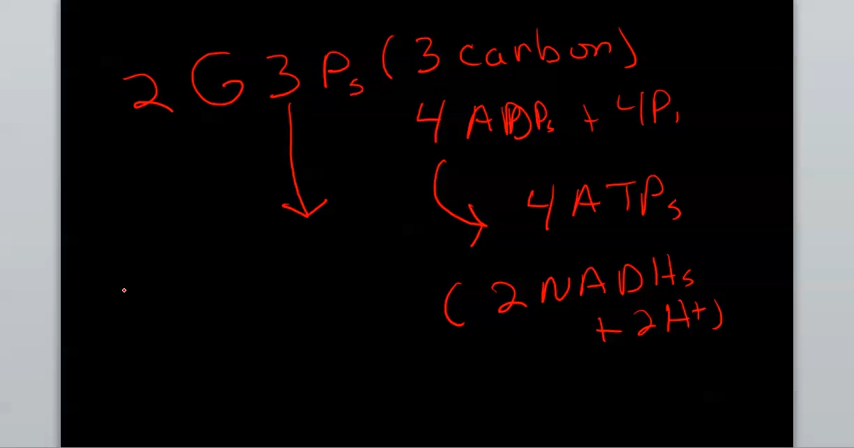 2 G3Ps (3 carbon)
4 ADPs + 4Pi
4 ATPs
(2 NADHs
+ 2H+)